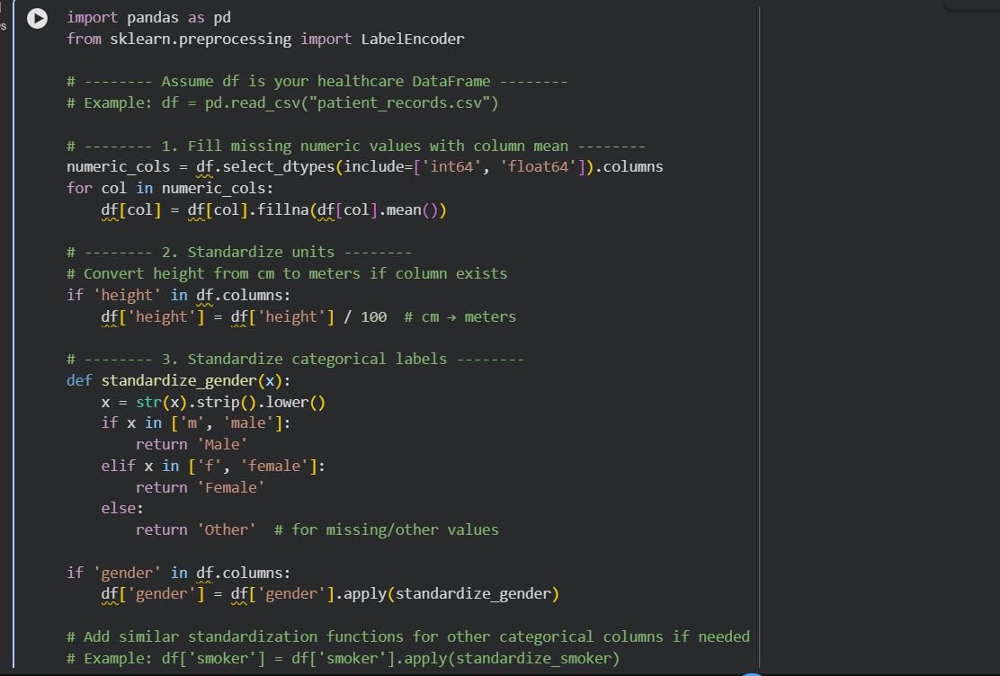 import pandas as pd
from sklearn.preprocessing import LabelEncoder
# -------- Assume df is your healthcare DataFrame --------
# Example: df = pd.read_csv("patient_records.csv")
# -------- 1. Fill missing numeric values with column mean --------
numeric_cols = df.select_dtypes(include=['int64', 'float64']).columns
for col in numeric_cols:
    df[col] = df[col].fillna(df[col].mean())
# -------- 2. Standardize units --------
# Convert height from cm to meters if column exists
if 'height' in df.columns:
    df['height'] = df['height'] / 100  # cm → meters
# -------- 3. Standardize categorical labels --------
def standardize_gender(x):
    x = str(x).strip().lower()
    if x in ['m', 'male']:
        return 'Male'
    elif x in ['f', 'female']:
        return 'Female'
    else:
        return 'Other'  # for missing/other values
if 'gender' in df.columns:
    df['gender'] = df['gender'].apply(standardize_gender)
# Add similar standardization functions for other categorical columns if needed
# Example: df['smoker'] = df['smoker'].apply(standardize_smoker)